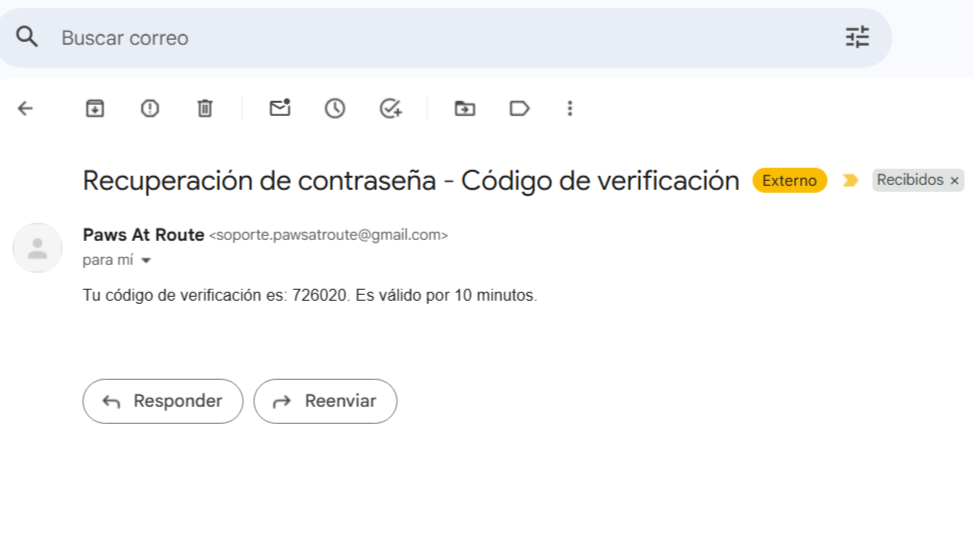 Buscar correo
Recuperación de contraseña - Código de verificación Externo Recibidos ×
Paws At Route <soporte.pawsatroute@gmail.com>
para mí
Tu código de verificación es: 726020. Es válido por 10 minutos.
Responder Reenviar